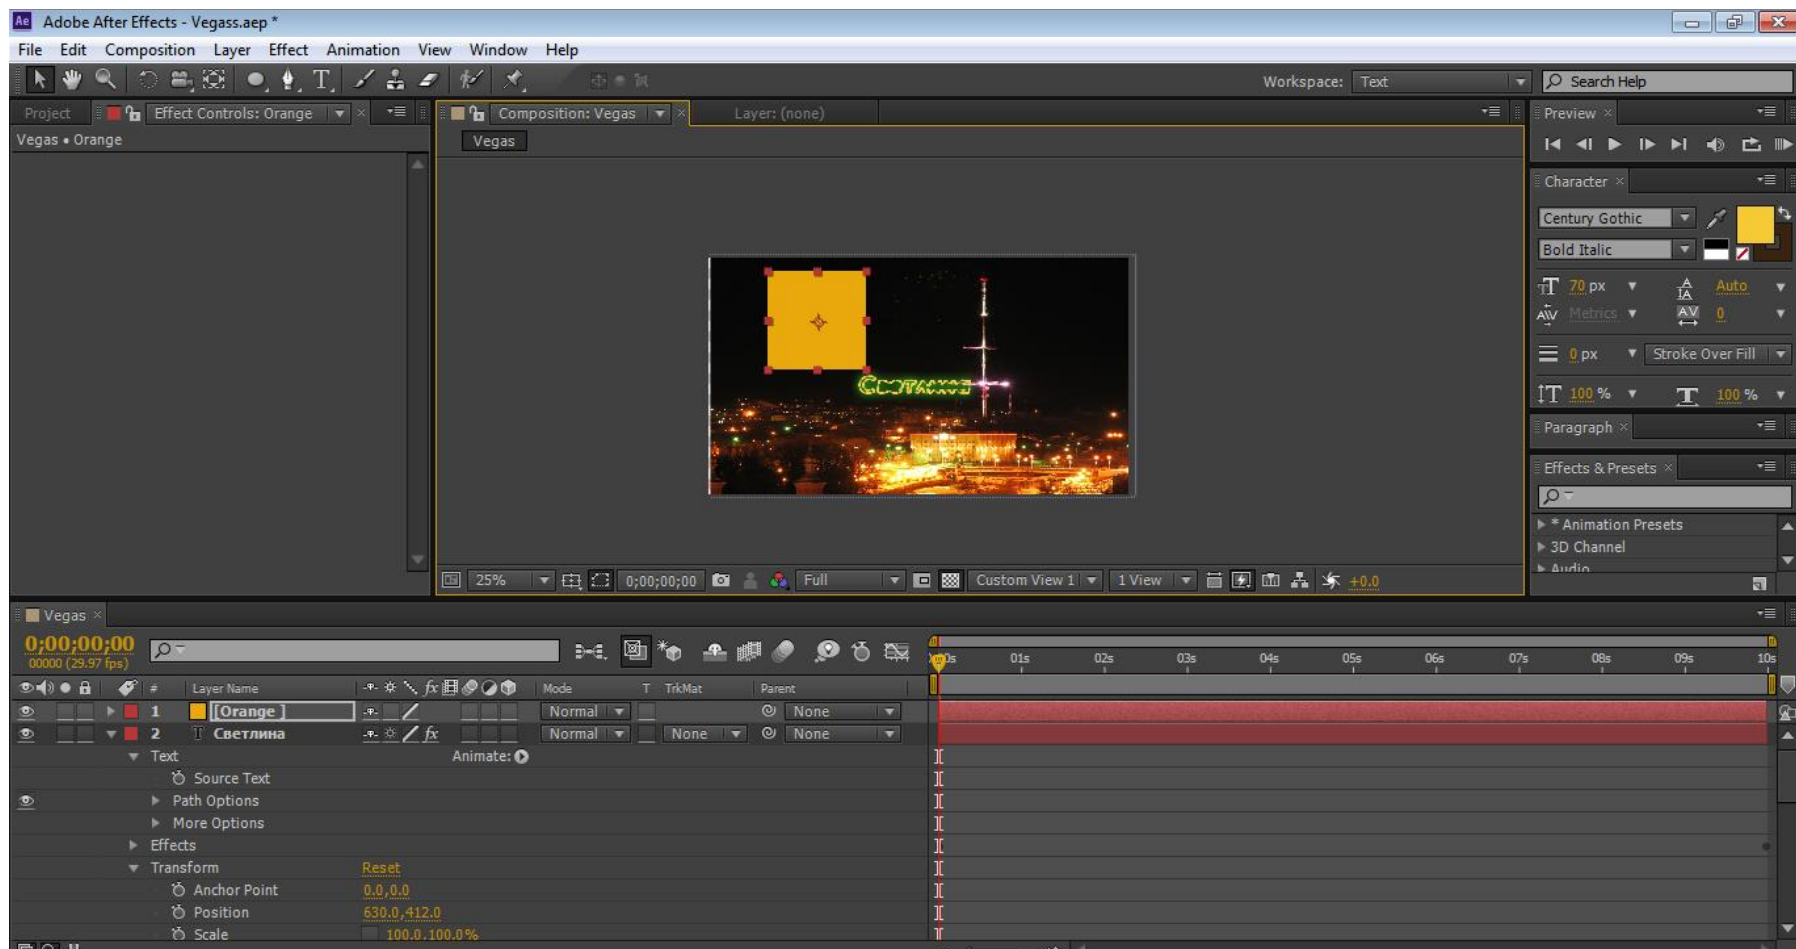 Adobe After Effects - Vegass.aep *
File Edit Composition Layer Effect Animation View Window Help
Workspace: Text Search Help
Project Effect Controls: Orange Composition: Vegas Layer: (none) Preview
Vegas • Orange
Vegas
Character
Century Gothic
Bold Italic
70 px Auto
Metrics 0
0 px Stroke Over Fill
100 % 100 %
Paragraph
Effects & Presets
* Animation Presets
3D Channel
Audio
25% 0;00;00;00 Full Custom View 1 1 View +0.0
Vegas
0;00;00;00
00000 (29.97 fps)
01s 02s 03s 04s 05s 06s 07s 08s 09s 10s
# Layer Name Mode T TrkMat Parent
1 [Orange ] Normal None
2 T Светлина fx Normal None None
Text Animate:
Source Text
Path Options
More Options
Effects
Transform Reset
Anchor Point 0.0,0.0
Position 630.0,412.0
Scale 100.0,100.0%